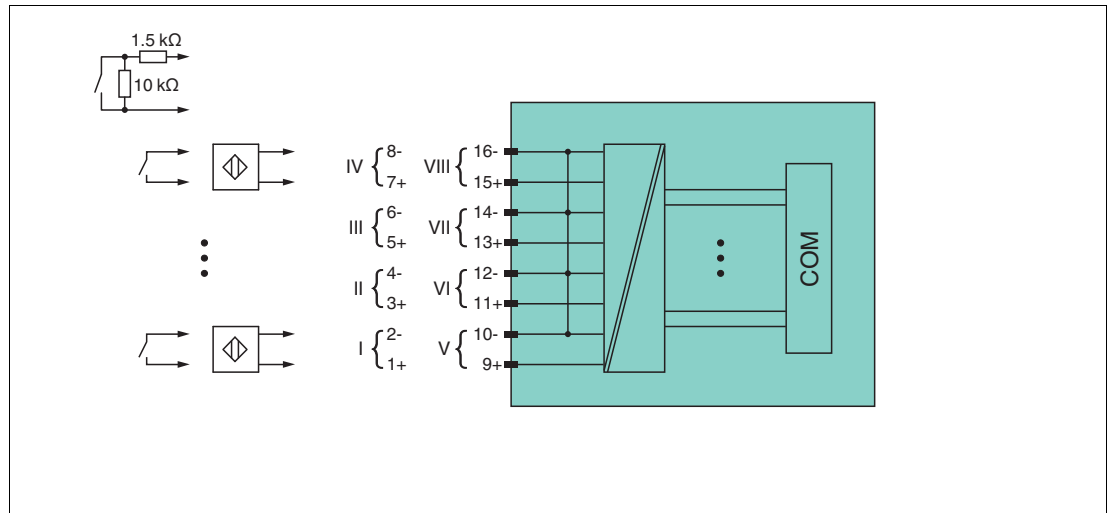 1.5 kΩ
10 kΩ
IV 8- VIII 16-
7+ 15+
III 6- VII 14-
5+ 13+
II 4- VI 12-
3+ 11+
I 2- V 10-
1+ 9+
COM